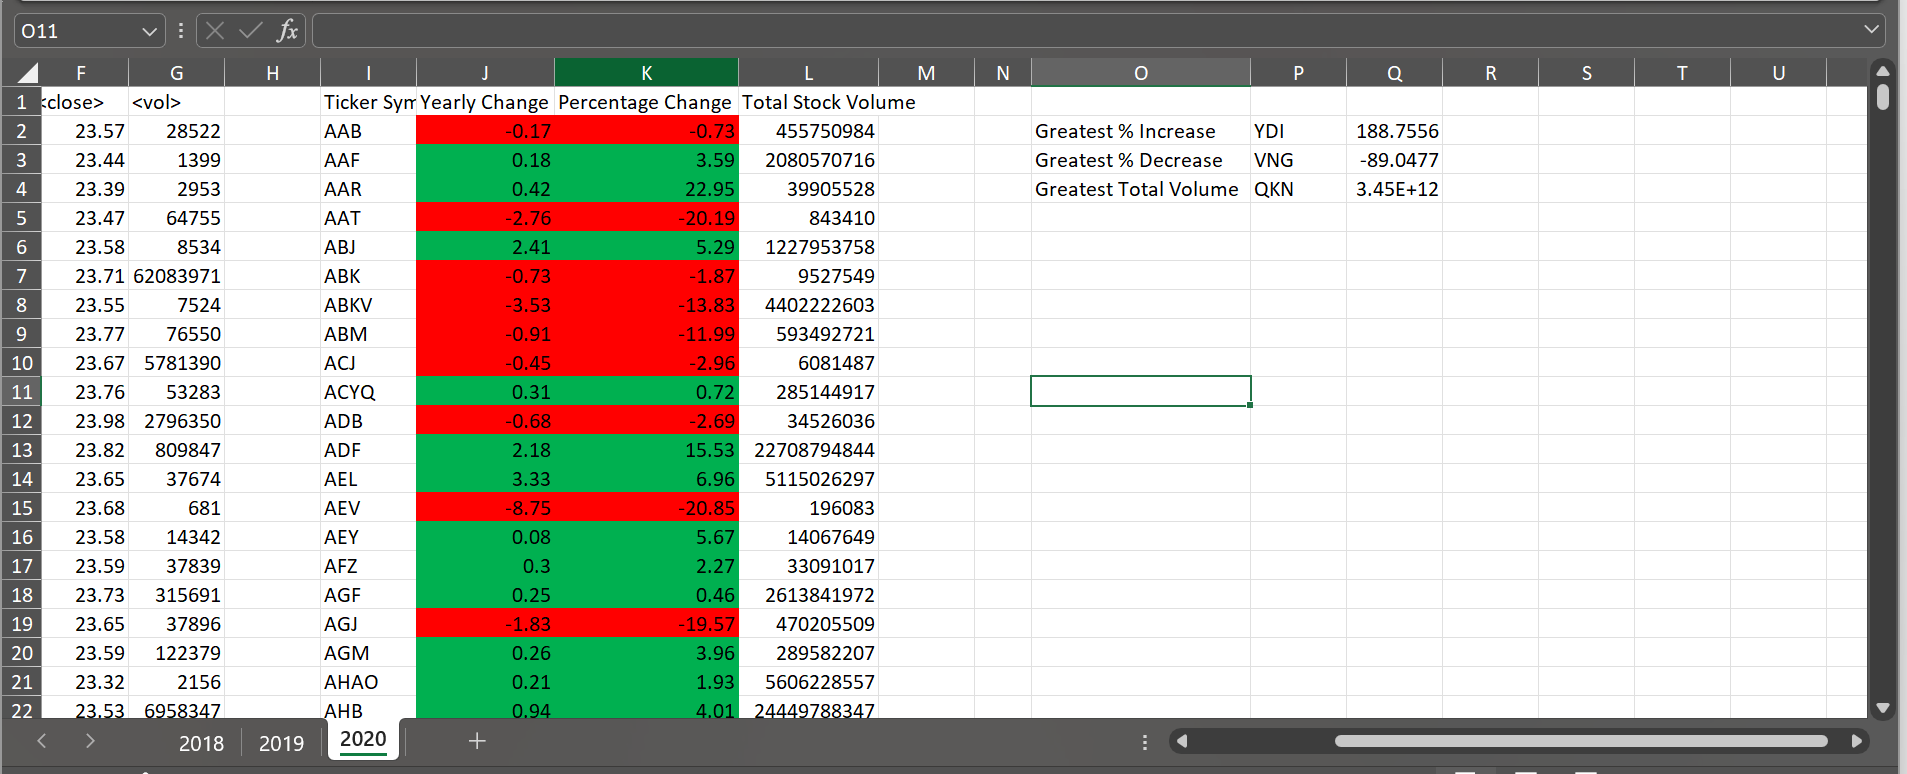 O11 fx
F G H I J K L M N O P Q R S T U
1 <close> <vol> Ticker Sym Yearly Change Percentage Change Total Stock Volume
2 23.57 28522 AAB -0.17 -0.73 455750984 Greatest % Increase YDI 188.7556
3 23.44 1399 AAF 0.18 3.59 2080570716 Greatest % Decrease VNG -89.0477
4 23.39 2953 AAR 0.42 22.95 39905528 Greatest Total Volume QKN 3.45E+12
5 23.47 64755 AAT -2.76 -20.19 843410
6 23.58 8534 ABJ 2.41 5.29 1227953758
7 23.71 62083971 ABK -0.73 -1.87 9527549
8 23.55 7524 ABKV -3.53 -13.83 4402222603
9 23.77 76550 ABM -0.91 -11.99 593492721
10 23.67 5781390 ACJ -0.45 -2.96 6081487
11 23.76 53283 ACYQ 0.31 0.72 285144917
12 23.98 2796350 ADB -0.68 -2.69 34526036
13 23.82 809847 ADF 2.18 15.53 22708794844
14 23.65 37674 AEL 3.33 6.96 5115026297
15 23.68 681 AEV -8.75 -20.85 196083
16 23.58 14342 AEY 0.08 5.67 14067649
17 23.59 37839 AFZ 0.3 2.27 33091017
18 23.73 315691 AGF 0.25 0.46 2613841972
19 23.65 37896 AGJ -1.83 -19.57 470205509
20 23.59 122379 AGM 0.26 3.96 289582207
21 23.32 2156 AHAO 0.21 1.93 5606228557
22 23.53 6958347 AHB 0.94 4.01 24449788347
2018 2019 2020